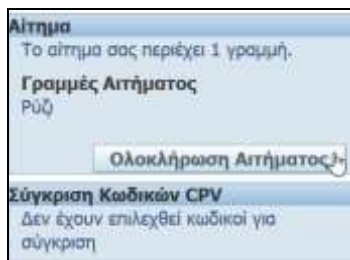 Αίτημα
Το αίτημα σας περιέχει 1 γραμμή.
Γραμμές Αιτήματος
Ρύζι
Ολοκλήρωση Αιτήματος
Σύγκριση Κωδικών CPV
Δεν έχουν επιλεχθεί κωδικοί για
σύγκριση